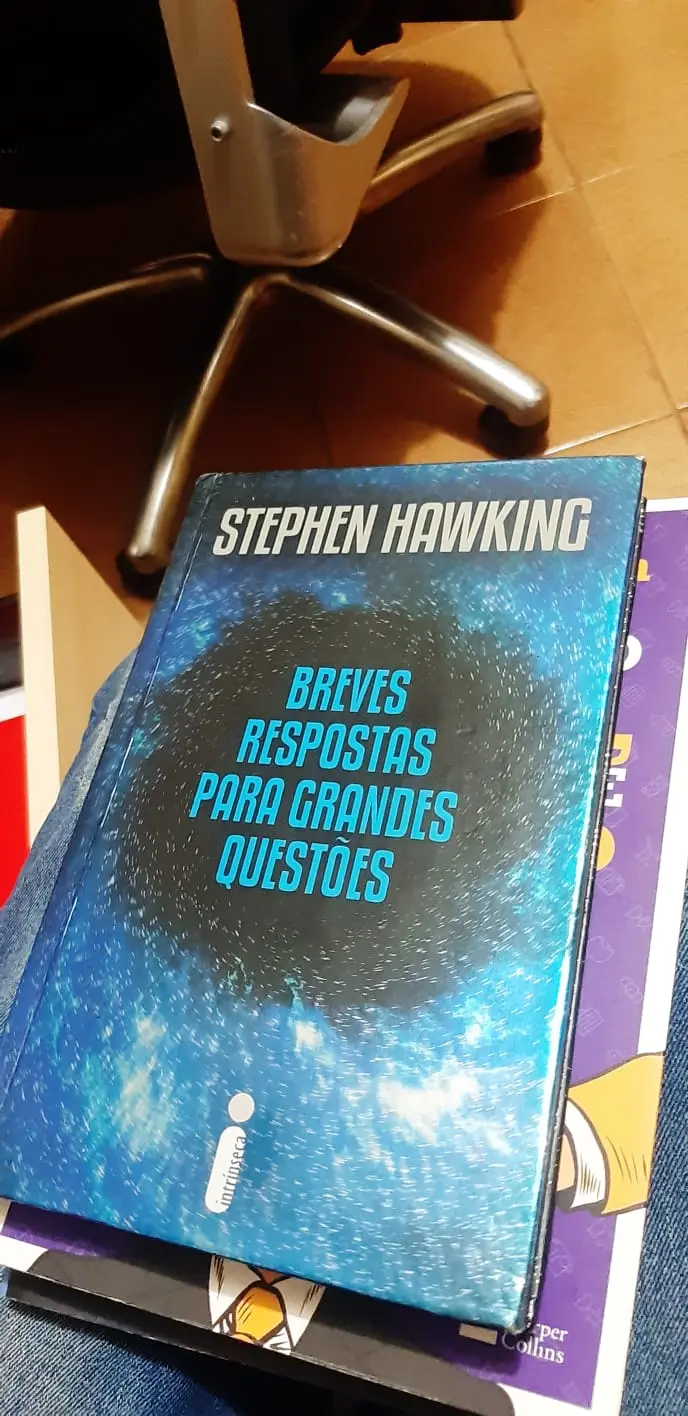 STEPHEN HAWKING
BREVES
RESPOSTAS
PARA GRANDES
QUESTÕES
intrínseca
Collins